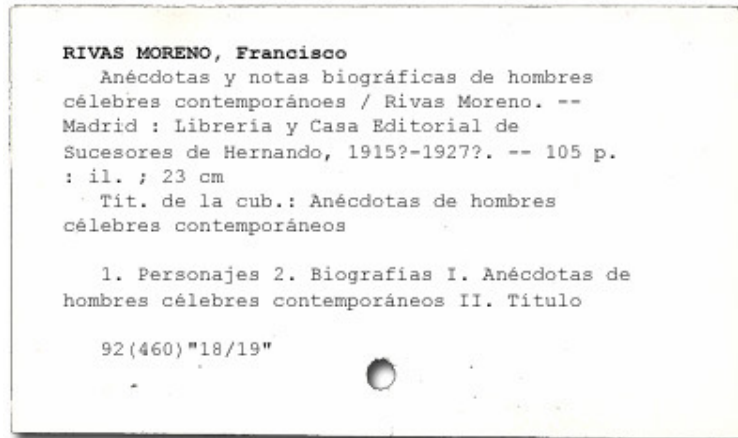 RIVAS MORENO, Francisco
Anécdotas y notas biográficas de hombres
célebres contemporánoes / Rivas Moreno. --
Madrid : Librería y Casa Editorial de
Sucesores de Hernando, 1915?-1927?. -- 105 p.
: il. ; 23 cm
Tit. de la cub.: Anécdotas de hombres
célebres contemporáneos
1. Personajes 2. Biografías I. Anécdotas de
hombres célebres contemporáneos II. Título
92(460)"18/19"